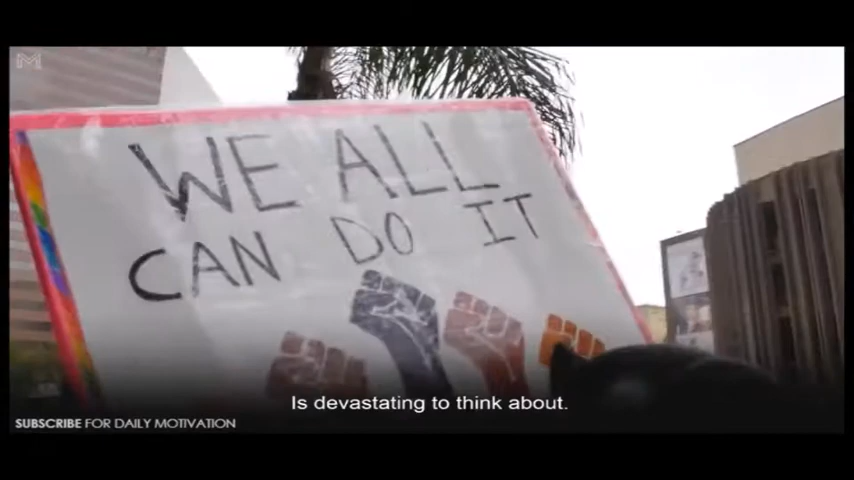 M
WE ALL
CAN DO IT
Is devastating to think about.
SUBSCRIBE FOR DAILY MOTIVATION